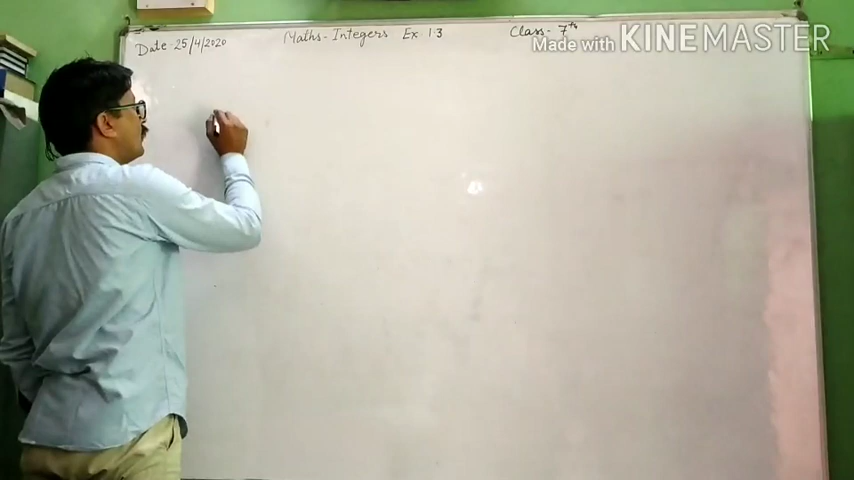 Date - 25/4/2020 Maths - Integers Ex 1.3 Class - 7th
Made with KINEMASTER